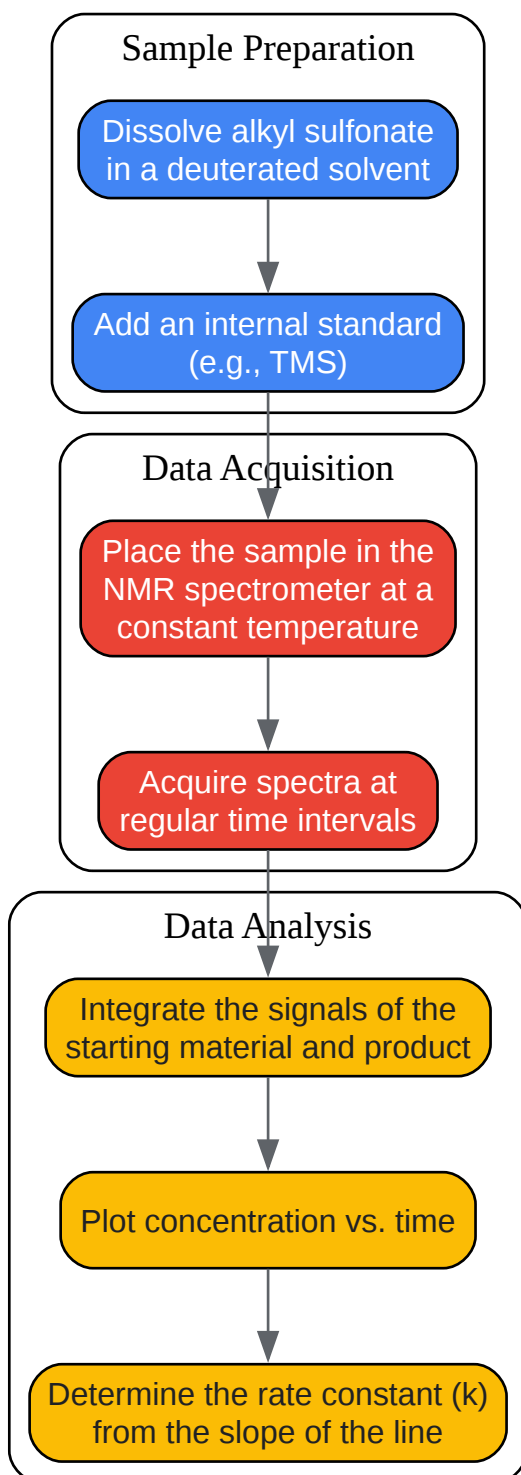 Sample Preparation
Dissolve alkyl sulfonate
in a deuterated solvent
Add an internal standard
(e.g., TMS)
Data Acquisition
Place the sample in the
NMR spectrometer at a
constant temperature
Acquire spectra at
regular time intervals
Data Analysis
Integrate the signals of the
starting material and product
Plot concentration vs. time
Determine the rate constant (k)
from the slope of the line